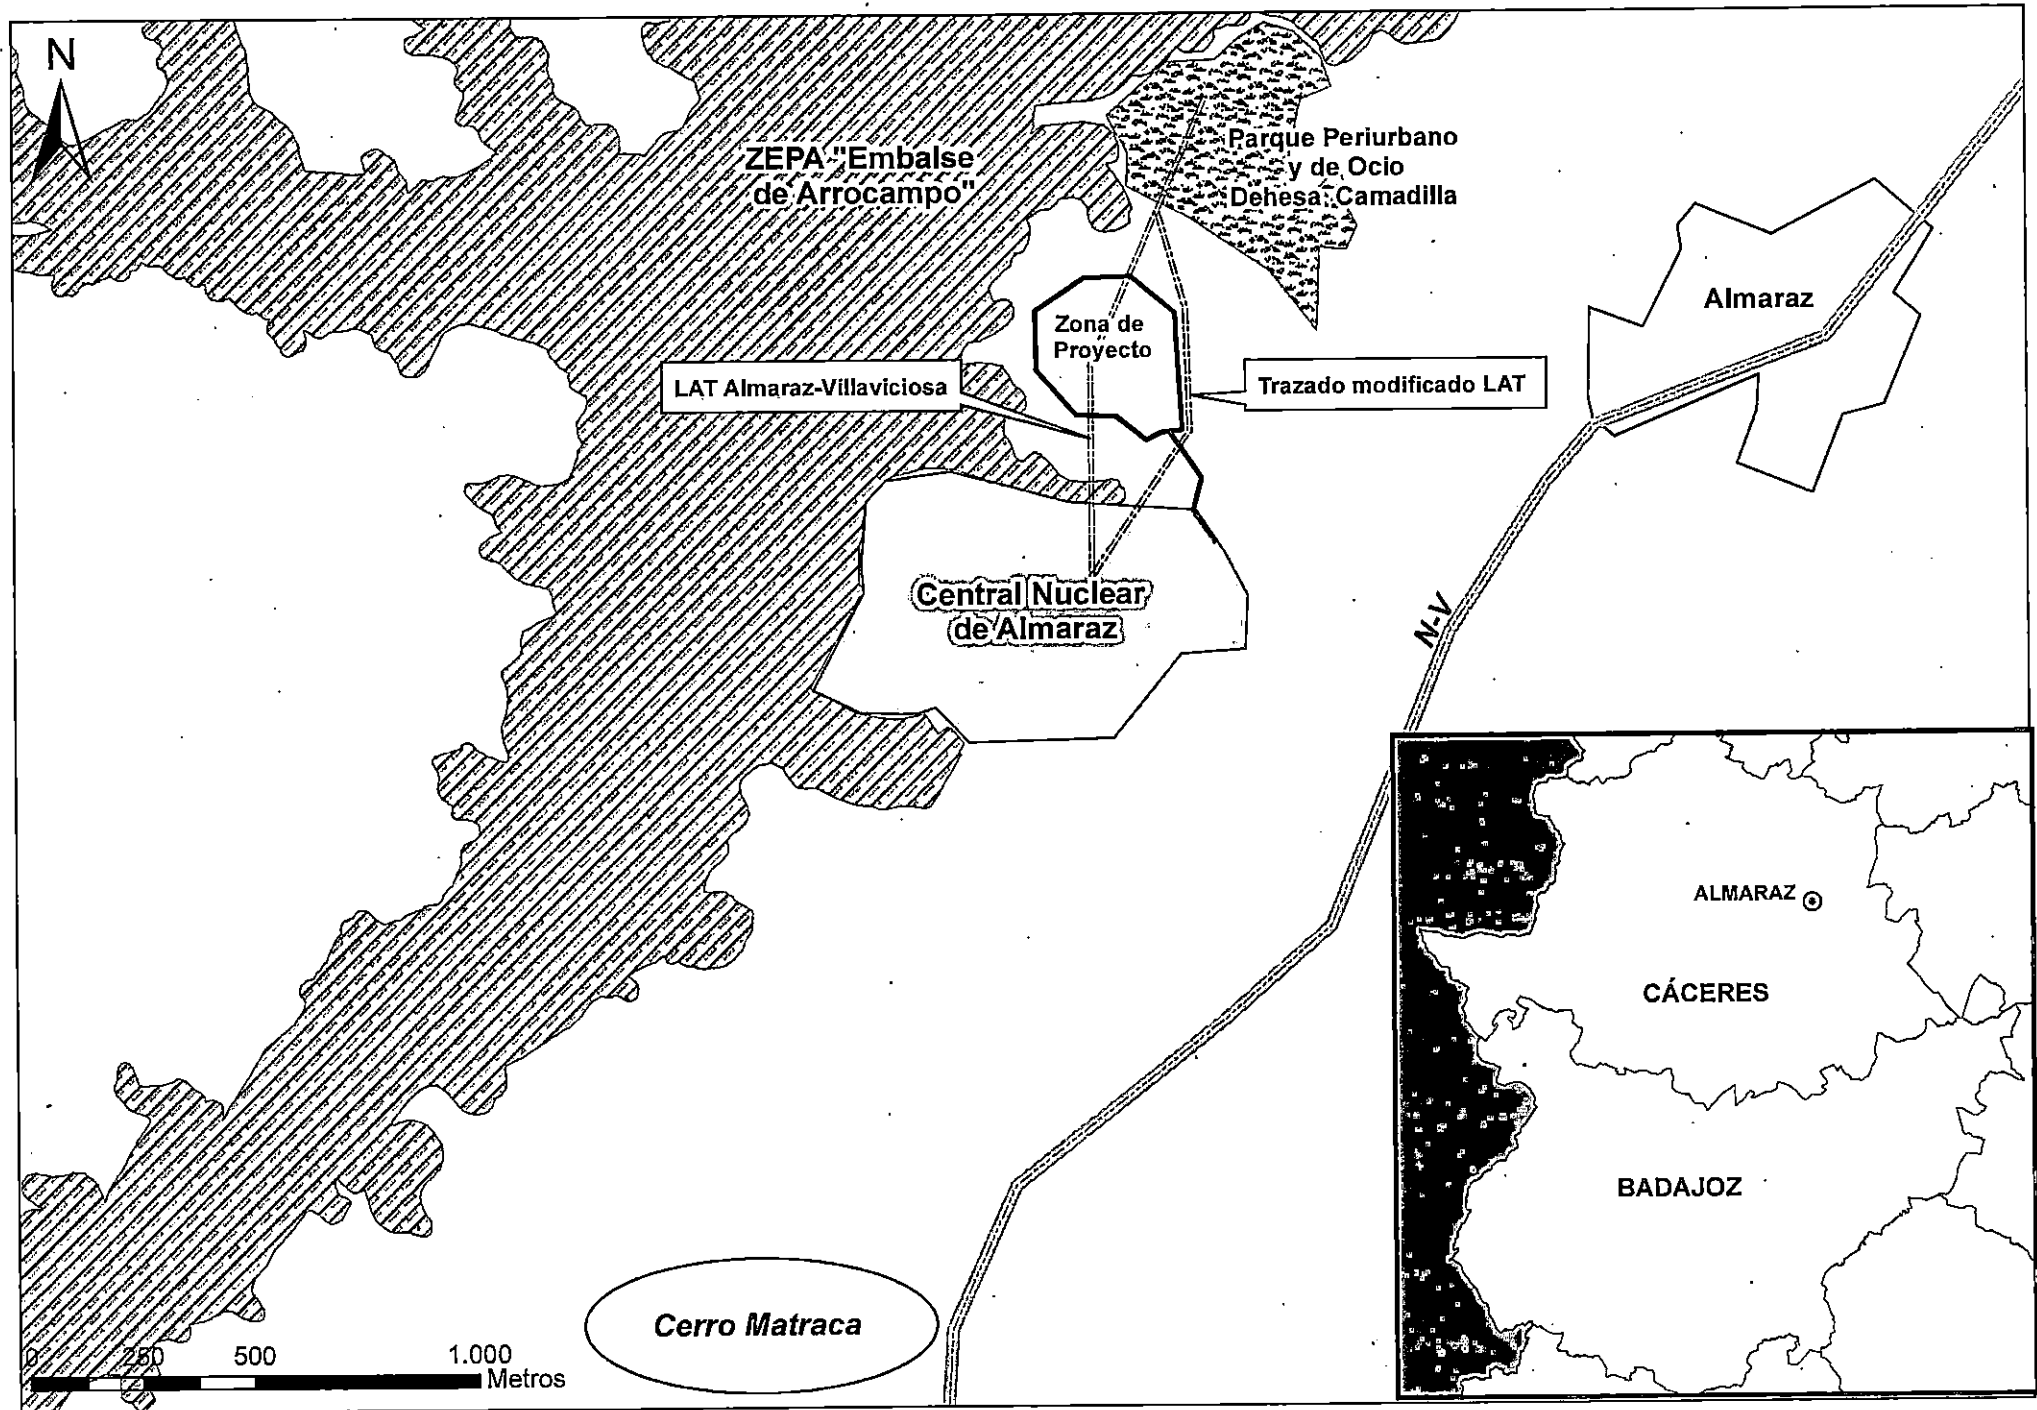 N
ZEPA "Embalse
de Arrocampo"
Parque Periurbano
y de Ocio
Dehesa Camadilla
Almaraz
Zona de
Proyecto
LAT Almaraz-Villaviciosa
Trazado modificado LAT
Central Nuclear
de Almaraz
N-V
ALMARAZ
CÁCERES
BADAJOZ
Cerro Matraca
0 250 500 1.000
Metros